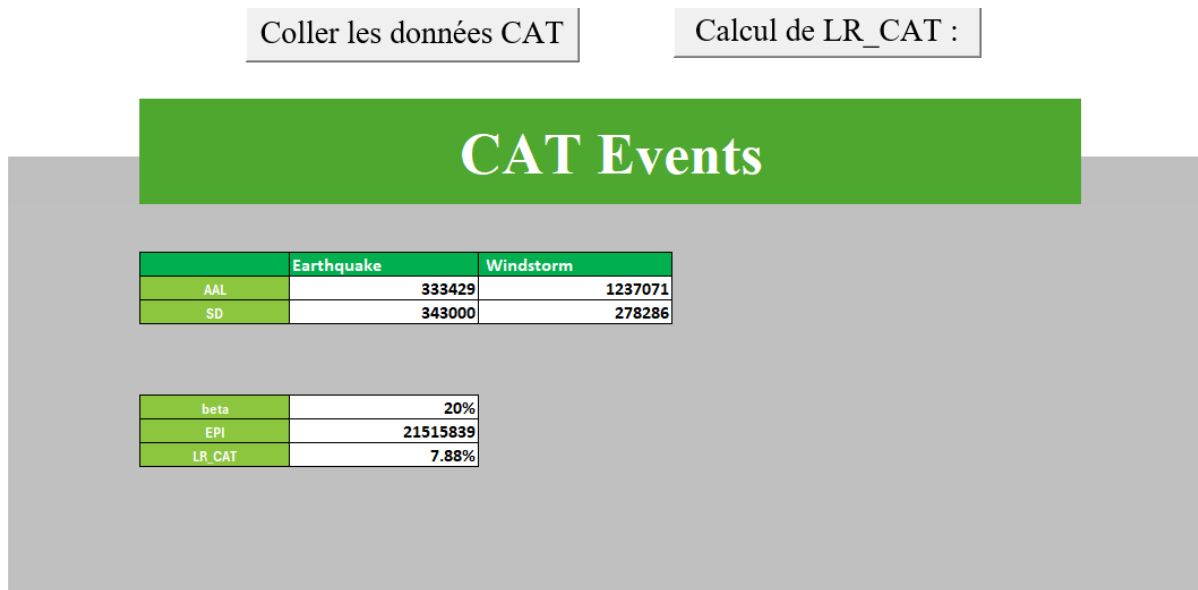 Coller les données CAT
Calcul de LR_CAT :
CAT Events
Earthquake Windstorm
AAL 333429 1237071
SD 343000 278286
beta 20%
EPI 21515839
LR_CAT 7.88%